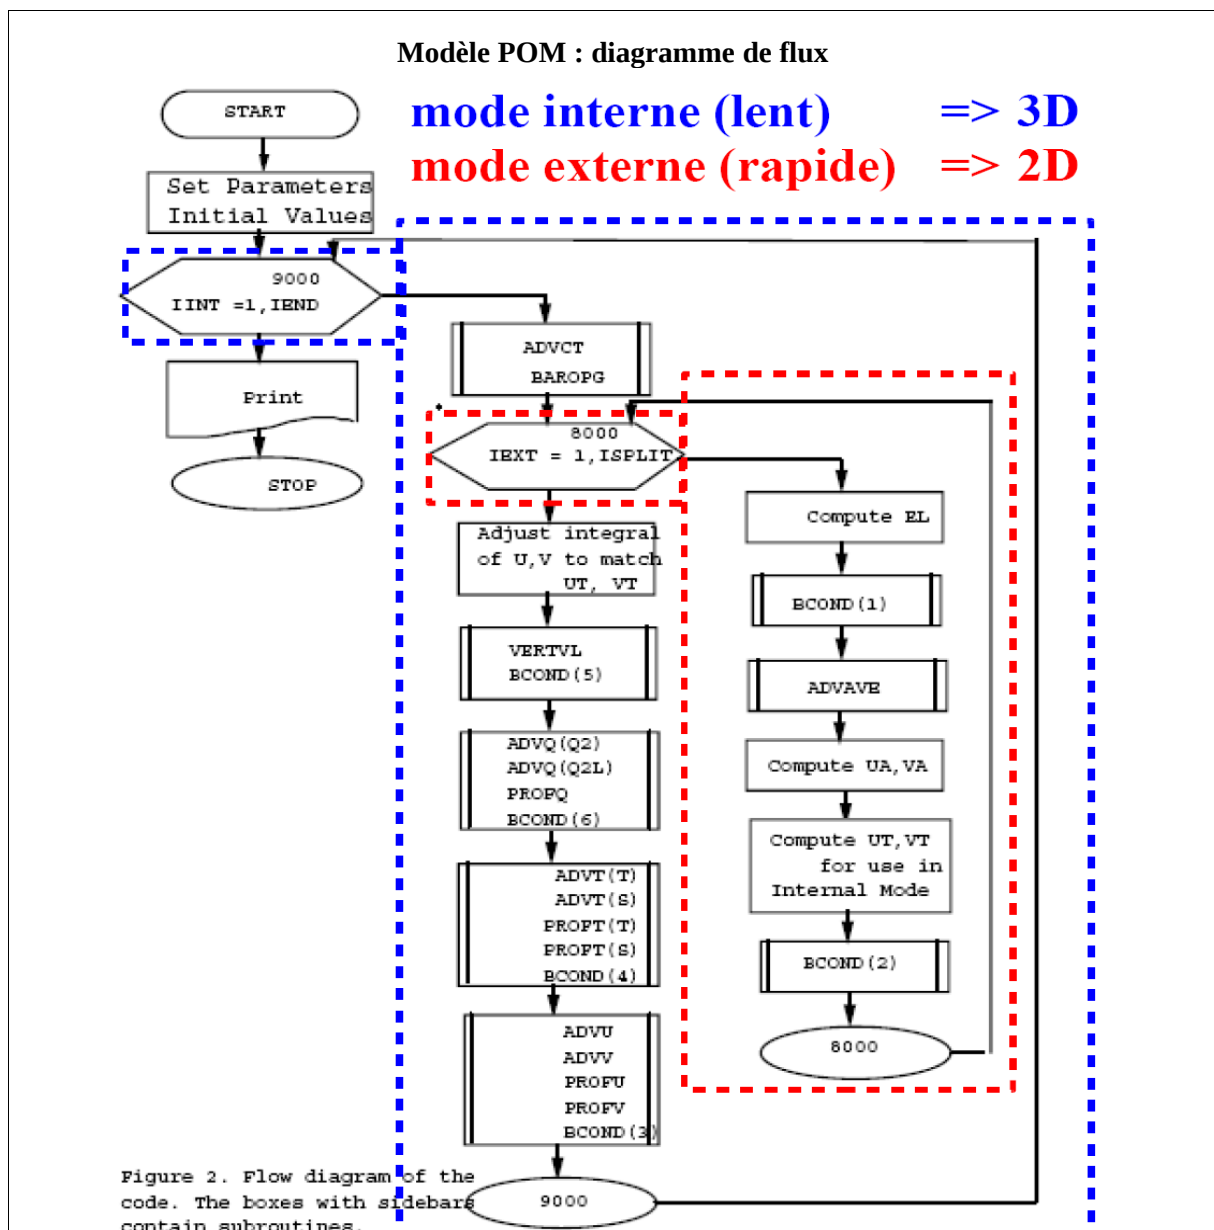 Modèle POM : diagramme de flux
mode interne (lent) => 3D
mode externe (rapide) => 2D
START
Set Parameters
Initial Values
9000
IINT =1,IEND
Print
STOP
ADVCT
BAROPG
8000
IEXT = 1,ISPLIT
Adjust integral
of U,V to match
UT, VT
VERTVL
BCOND(5)
ADVQ(Q2)
ADVQ(Q2L)
PROFQ
BCOND(6)
ADVT(T)
ADVT(S)
PROFT(T)
PROFT(S)
BCOND(4)
ADVU
ADVV
PROFU
PROFV
BCOND(3)
9000
Compute EL
BCOND(1)
ADVAVE
Compute UA,VA
Compute UT,VT
for use in
Internal Mode
BCOND(2)
8000
Figure 2. Flow diagram of the
code. The boxes with sidebars
contain subroutines.